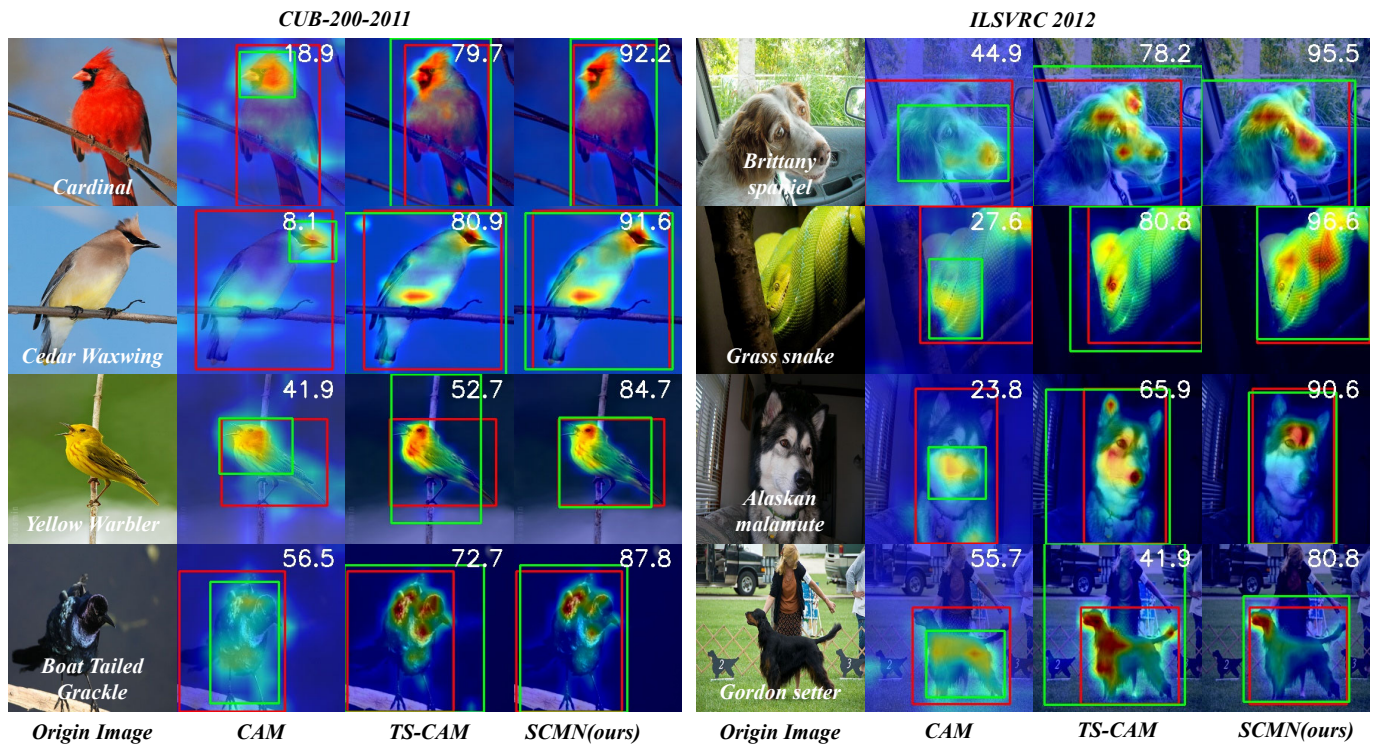 CUB-200-2011
ILSVRC 2012
18.9
79.7
92.2
Cardinal
44.9
78.2
95.5
Brittany
spaniel
8.1
80.9
91.6
Cedar Waxwing
27.6
80.8
96.6
Grass snake
41.9
52.7
84.7
Yellow Warbler
23.8
65.9
90.6
Alaskan
malamute
56.5
72.7
87.8
Boat Tailed
Grackle
55.7
41.9
80.8
2
3
Gordon setter
Origin Image
CAM
TS-CAM
SCMN(ours)
Origin Image
CAM
TS-CAM
SCMN(ours)